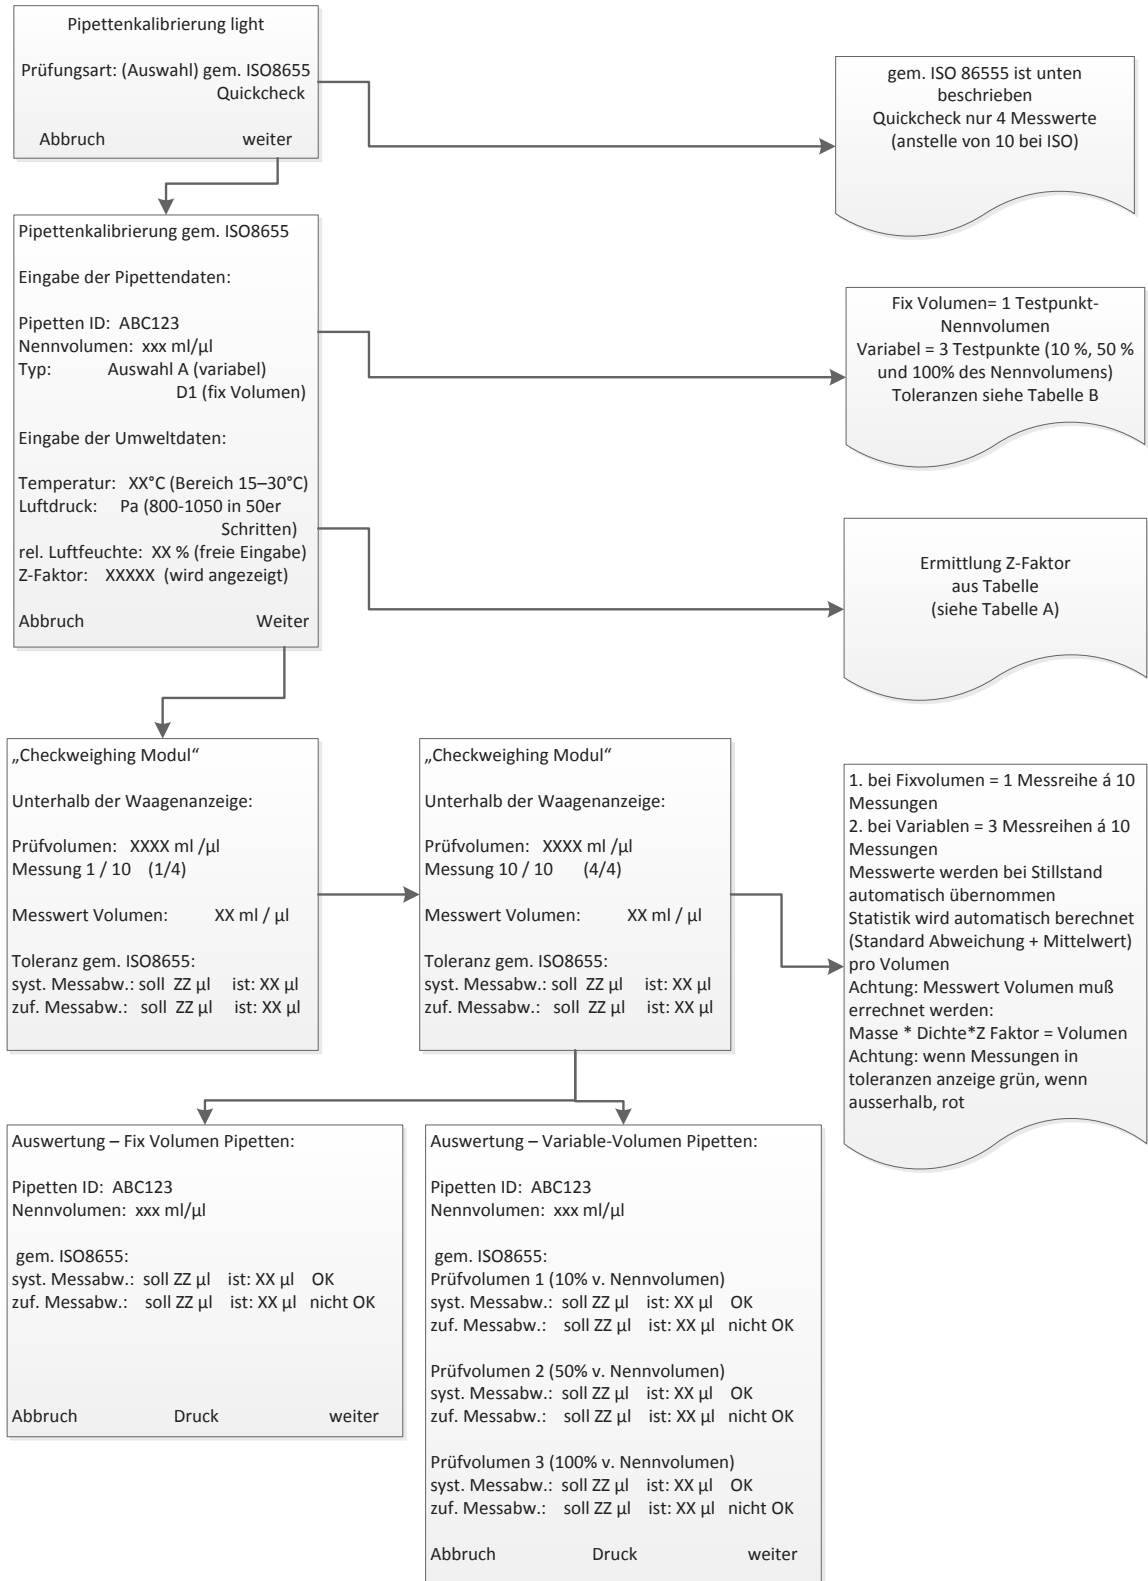 Pipettenkalibrierung light
Prüfungsart: (Auswahl) gem. ISO8655
Quickcheck
Abbruch weiter
gem. ISO 86555 ist unten
beschrieben
Quickcheck nur 4 Messwerte
(anstelle von 10 bei ISO)
Pipettenkalibrierung gem. ISO8655
Eingabe der Pipettendaten:
Pipetten ID: ABC123
Nennvolumen: xxx ml/µl
Typ: Auswahl A (variabel)
D1 (fix Volumen)
Eingabe der Umweltdaten:
Temperatur: XX°C (Bereich 15–30°C)
Luftdruck: Pa (800-1050 in 50er
Schritten)
rel. Luftfeuchte: XX % (freie Eingabe)
Z-Faktor: XXXXX (wird angezeigt)
Abbruch Weiter
Fix Volumen= 1 Testpunkt-
Nennvolumen
Variabel = 3 Testpunkte (10 %, 50 %
und 100% des Nennvolumens)
Toleranzen siehe Tabelle B
Ermittlung Z-Faktor
aus Tabelle
(siehe Tabelle A)
„Checkweighing Modul“
Unterhalb der Waagenanzeige:
Prüfvolumen: XXXX ml /µl
Messung 1 / 10 (1/4)
Messwert Volumen: XX ml / µl
Toleranz gem. ISO8655:
syst. Messabw.: soll ZZ µl ist: XX µl
zuf. Messabw.: soll ZZ µl ist: XX µl
„Checkweighing Modul“
Unterhalb der Waagenanzeige:
Prüfvolumen: XXXX ml /µl
Messung 10 / 10 (4/4)
Messwert Volumen: XX ml / µl
Toleranz gem. ISO8655:
syst. Messabw.: soll ZZ µl ist: XX µl
zuf. Messabw.: soll ZZ µl ist: XX µl
1. bei Fixvolumen = 1 Messreihe á 10
Messungen
2. bei Variablen = 3 Messreihen á 10
Messungen
Messwerte werden bei Stillstand
automatisch übernommen
Statistik wird automatisch berechnet
(Standard Abweichung + Mittelwert)
pro Volumen
Achtung: Messwert Volumen muß
errechnet werden:
Masse * Dichte*Z Faktor = Volumen
Achtung: wenn Messungen in
toleranzen anzeige grün, wenn
ausserhalb, rot
Auswertung – Fix Volumen Pipetten:
Pipetten ID: ABC123
Nennvolumen: xxx ml/µl
gem. ISO8655:
syst. Messabw.: soll ZZ µl ist: XX µl OK
zuf. Messabw.: soll ZZ µl ist: XX µl nicht OK
Abbruch Druck weiter
Auswertung – Variable-Volumen Pipetten:
Pipetten ID: ABC123
Nennvolumen: xxx ml/µl
gem. ISO8655:
Prüfvolumen 1 (10% v. Nennvolumen)
syst. Messabw.: soll ZZ µl ist: XX µl OK
zuf. Messabw.: soll ZZ µl ist: XX µl nicht OK
Prüfvolumen 2 (50% v. Nennvolumen)
syst. Messabw.: soll ZZ µl ist: XX µl OK
zuf. Messabw.: soll ZZ µl ist: XX µl nicht OK
Prüfvolumen 3 (100% v. Nennvolumen)
syst. Messabw.: soll ZZ µl ist: XX µl OK
zuf. Messabw.: soll ZZ µl ist: XX µl nicht OK
Abbruch Druck weiter